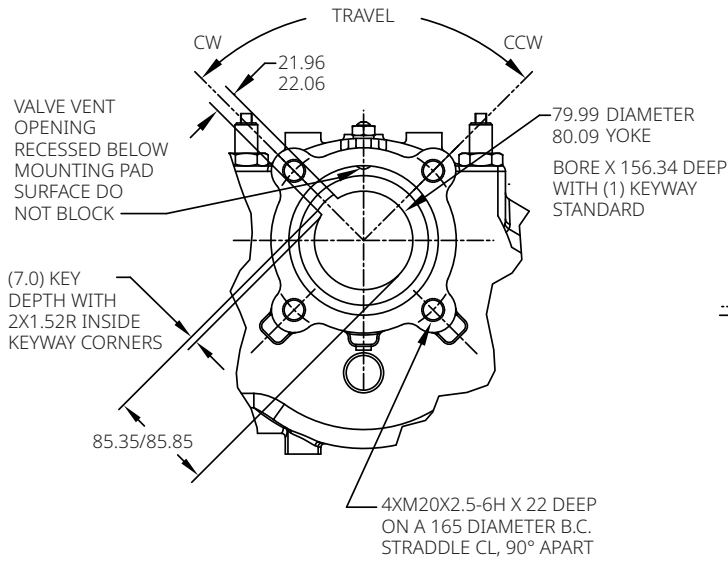 TRAVEL
CW
CCW
21.96
22.06
VALVE VENT
OPENING
RECESSED BELOW
MOUNTING PAD
SURFACE DO
NOT BLOCK
79.99 DIAMETER
80.09 YOKE
BORE X 156.34 DEEP
WITH (1) KEYWAY
STANDARD
(7.0) KEY
DEPTH WITH
2X1.52R INSIDE
KEYWAY CORNERS
85.35/85.85
4XM20X2.5-6H X 22 DEEP
ON A 165 DIAMETER B.C.
STRADDLE CL, 90° APART